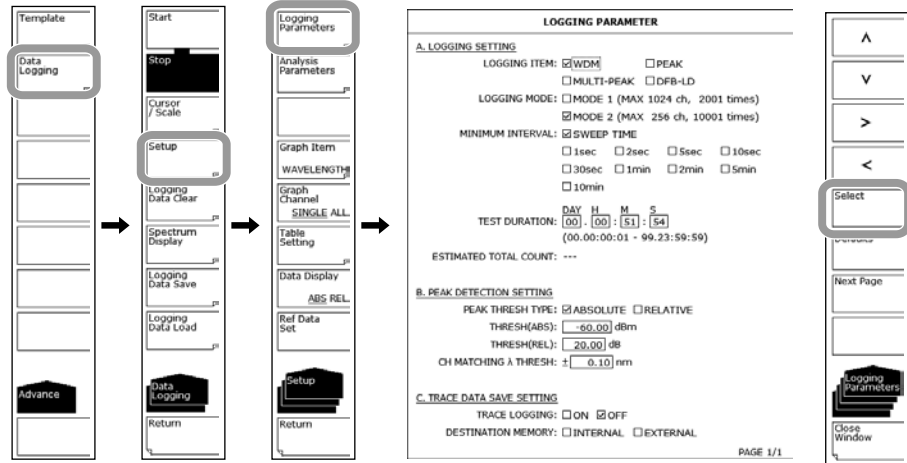 Template
Data
Logging
Advance
Start
Stop
Cursor
/ Scale
Setup
Logging
Data Clear
Spectrum
Display
Logging
Data Save
Logging
Data Load
Data
Logging
Return
Logging
Parameters
Analysis
Parameters
Graph Item
WAVELENGTH
Graph
Channel
SINGLE ALL
Table
Setting
Data Display
ABS REL
Ref Data
Set
Setup
Return
LOGGING PARAMETER
A. LOGGING SETTING
LOGGING ITEM: ☑WDM ☐PEAK
☐MULTI-PEAK ☐DFB-LD
LOGGING MODE: ☐MODE 1 (MAX 1024 ch, 2001 times)
☑MODE 2 (MAX 256 ch, 10001 times)
MINIMUM INTERVAL: ☑SWEEP TIME
☐1sec ☐2sec ☐5sec ☐10sec
☐30sec ☐1min ☐2min ☐5min
☐10min
DAY H M S
TEST DURATION: 00 . 00 : 51 : 54
(00.00:00:01 - 99.23:59:59)
ESTIMATED TOTAL COUNT: ---
B. PEAK DETECTION SETTING
PEAK THRESH TYPE: ☑ABSOLUTE ☐RELATIVE
THRESH(ABS): -60.00 dBm
THRESH(REL): 20.00 dB
CH MATCHING λ THRESH: ± 0.10 nm
C. TRACE DATA SAVE SETTING
TRACE LOGGING: ☐ON ☑OFF
DESTINATION MEMORY: ☐INTERNAL ☐EXTERNAL
PAGE 1/1
Select
Defaults
Next Page
Logging
Parameters
Close
Window